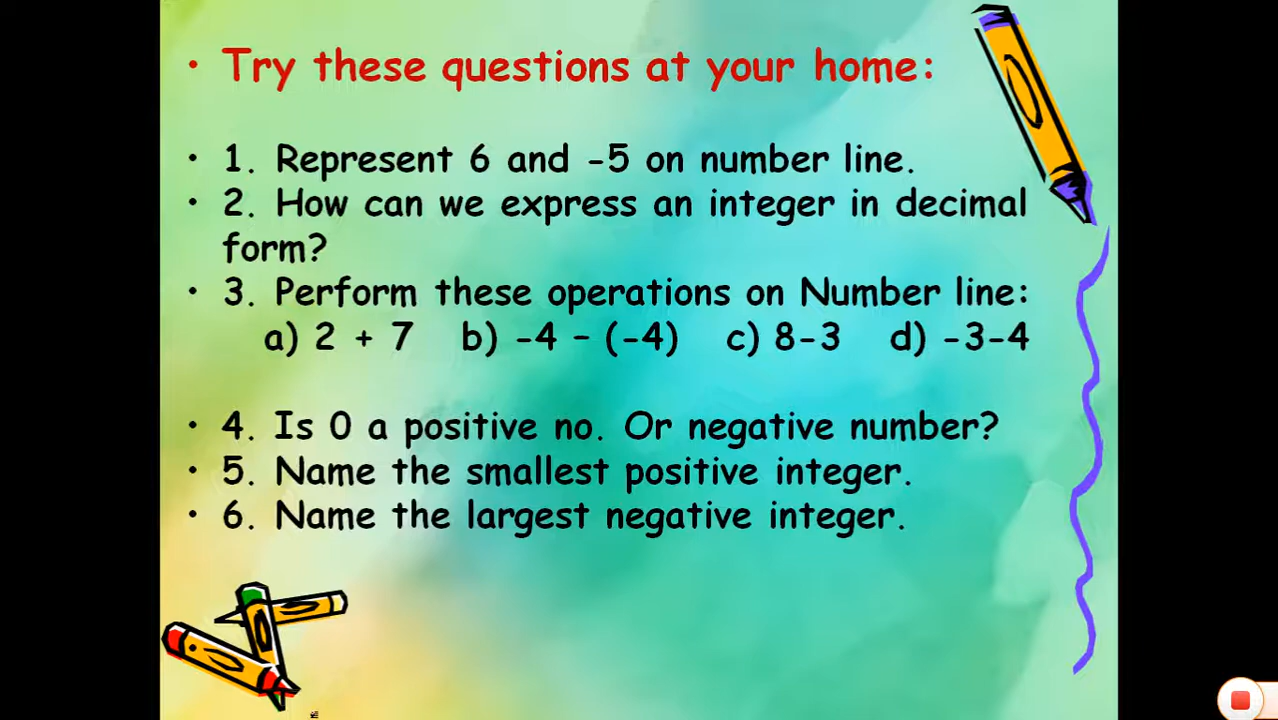 • Try these questions at your home:
• 1. Represent 6 and -5 on number line.
• 2. How can we express an integer in decimal
form?
• 3. Perform these operations on Number line:
a) 2 + 7 b) -4 – (-4) c) 8-3 d) -3-4
• 4. Is 0 a positive no. Or negative number?
• 5. Name the smallest positive integer.
• 6. Name the largest negative integer.